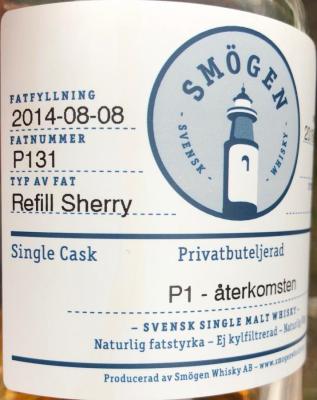 FATFYLLNING
2014-08-08
FATNUMMER
P131
TYP AV FAT
Refill Sherry
SMÖGEN
- SVENSK - WHISKY -
Single Cask
Privatbuteljerad
P1 - återkomsten
– SVENSK SINGLE MALT WHISKY –
Naturlig fatstyrka – Ej kylfiltrerad –
Producerad av Smögen Whisky AB –